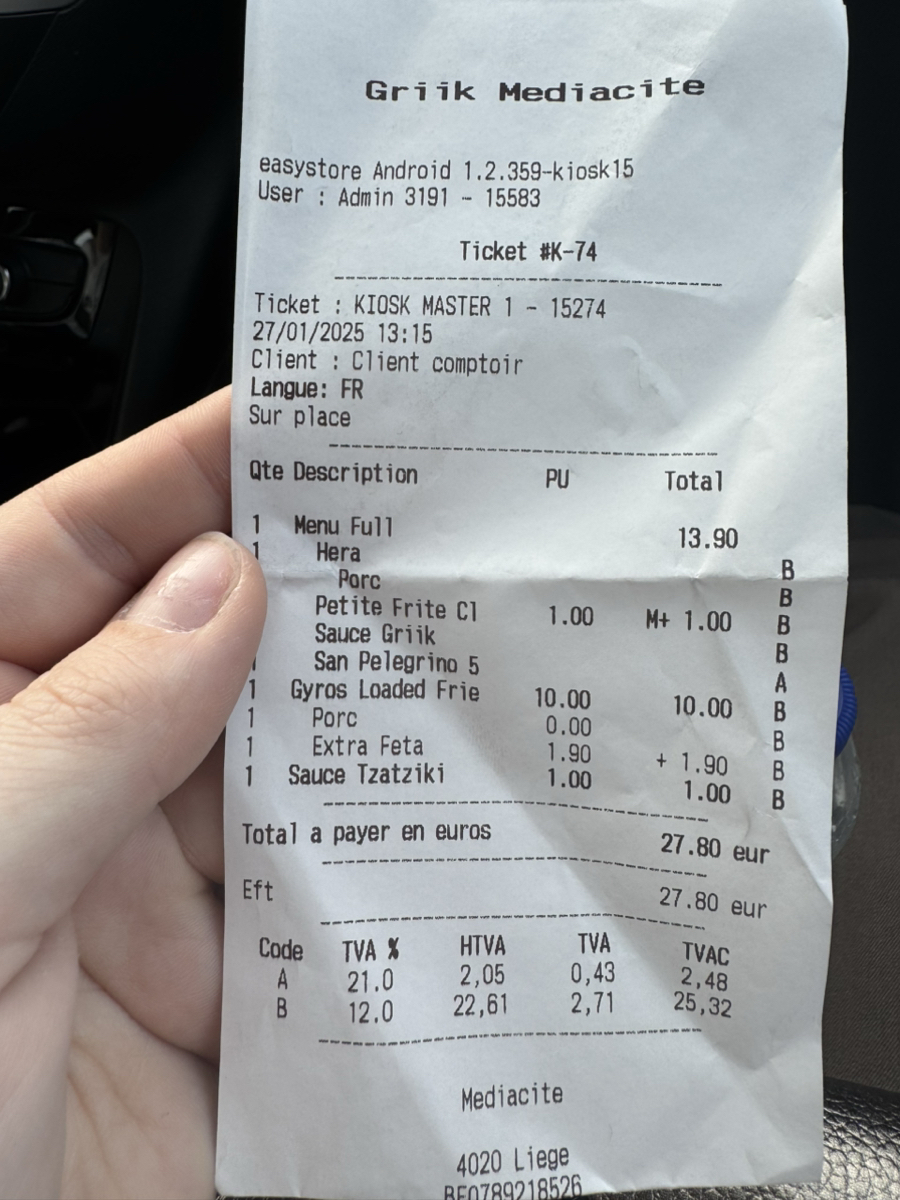 Griik Mediacite
easystore Android 1.2.359-kiosk15
User : Admin 3191 - 15583
Ticket #K-74
Ticket : KIOSK MASTER 1 - 15274
27/01/2025 13:15
Client : Client comptoir
Langue: FR
Sur place
Qte Description PU Total
1 Menu Full 13.90
1 Hera B
Porc B
Petite Frite Cl 1.00 M+ 1.00 B
Sauce Griik B
San Pelegrino 5 A
1 Gyros Loaded Frie 10.00 10.00 B
1 Porc 0.00 B
1 Extra Feta 1.90 + 1.90 B
1 Sauce Tzatziki 1.00 1.00 B
Total a payer en euros 27.80 eur
Eft 27.80 eur
Code TVA % HTVA TVA TVAC
A 21.0 2,05 0,43 2,48
B 12.0 22,61 2,71 25,32
Mediacite
4020 Liege
BE0789218526